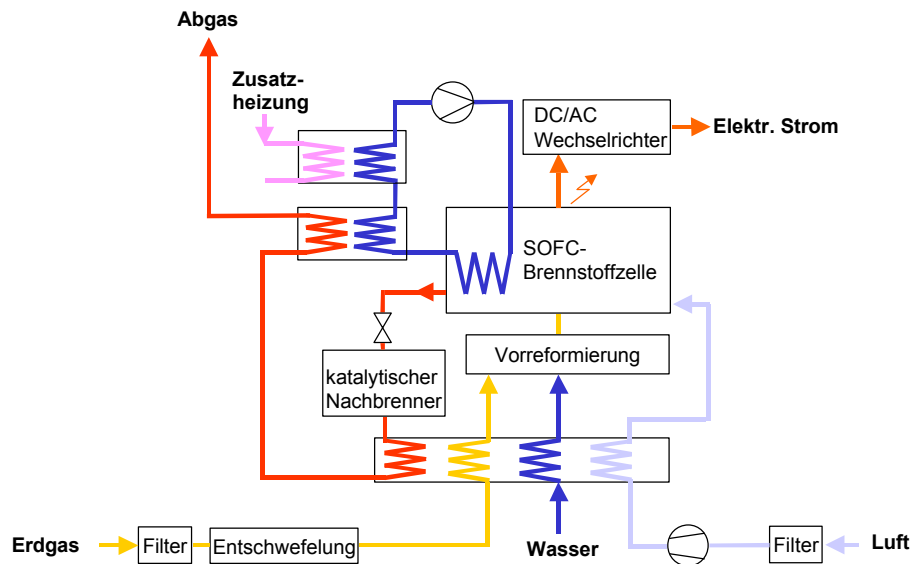 Abgas
Zusatz-
heizung
DC/AC
Wechselrichter
Elektr. Strom
SOFC-
Brennstoffzelle
Vorreformierung
katalytischer
Nachbrenner
Erdgas
Filter
Entschwefelung
Wasser
Filter
Luft